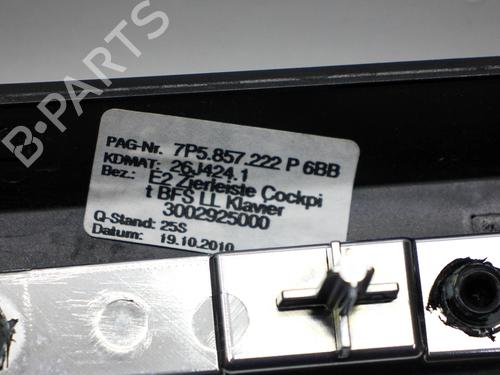 B-PARTS
PAG-Nr. 7P5.857.222 P 6BB
KDMAT: 26J424.1
Bez.: E2 Zierleiste Cockpi
t BFS LL Klavier
3002925000
Q-Stand: 25S
Datum: 19.10.2010